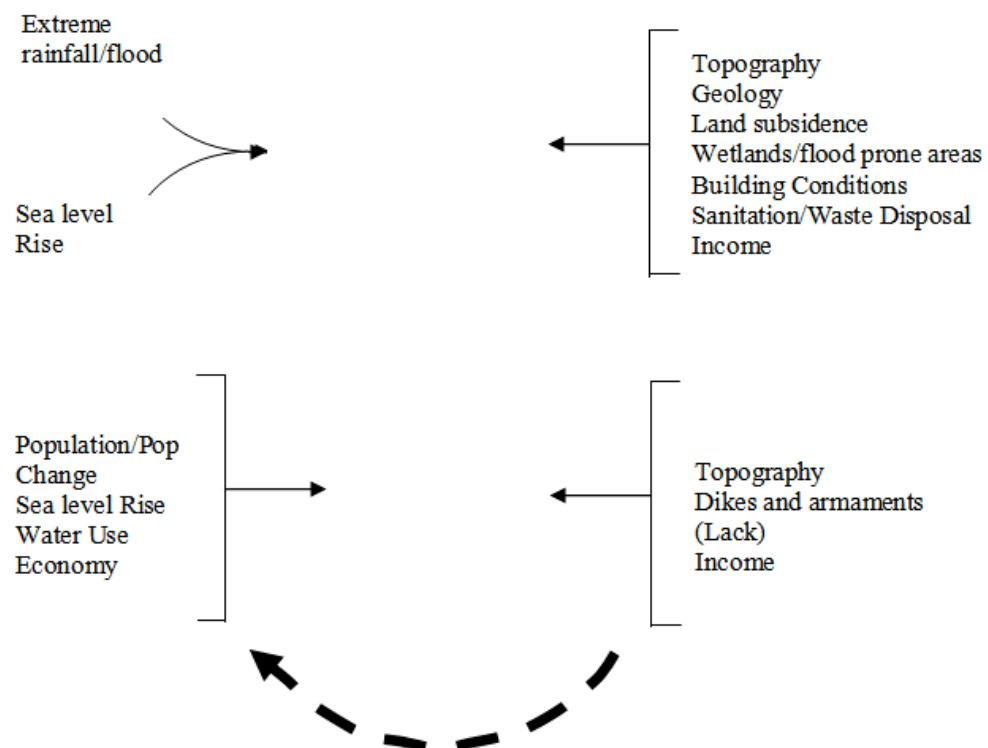 Extreme
rainfall/flood
Sea level
Rise
Topography
Geology
Land subsidence
Wetlands/flood prone areas
Building Conditions
Sanitation/Waste Disposal
Income
Population/Pop
Change
Sea level Rise
Water Use
Economy
Topography
Dikes and armaments
(Lack)
Income